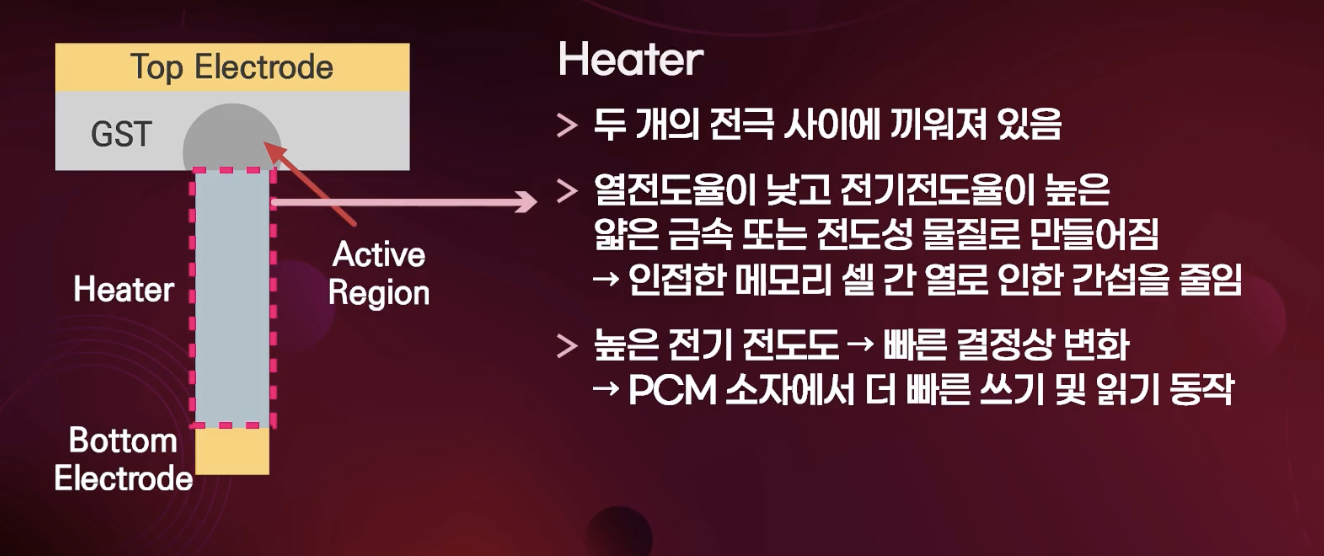 Top Electrode
GST
Active
Region
Heater
Bottom
Electrode
Heater
> 두 개의 전극 사이에 끼워져 있음
> 열전도율이 낮고 전기전도율이 높은
얇은 금속 또는 전도성 물질로 만들어짐
→ 인접한 메모리 셀 간 열로 인한 간섭을 줄임
> 높은 전기 전도도 → 빠른 결정상 변화
→ PCM 소자에서 더 빠른 쓰기 및 읽기 동작